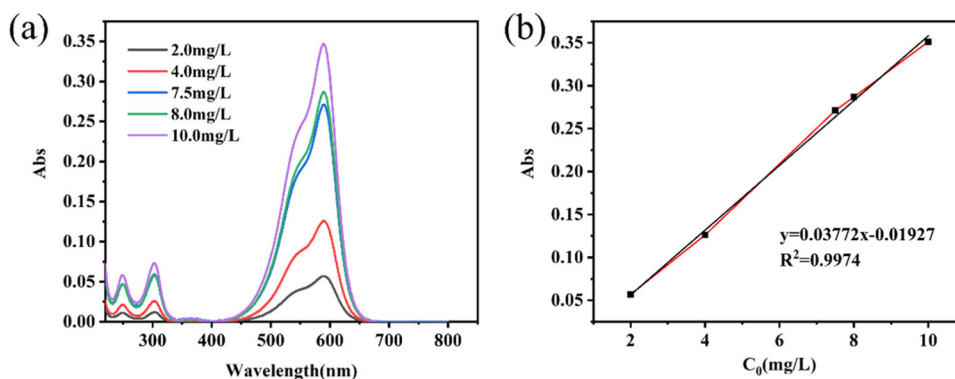 (a)
0.35
0.30
0.25
0.20
0.15
0.10
0.05
0.00
Abs
2.0mg/L
4.0mg/L
7.5mg/L
8.0mg/L
10.0mg/L
300 400 500 600 700 800
Wavelength(nm)
(b)
0.35
0.30
0.25
0.20
0.15
0.10
0.05
Abs
y=0.03772x-0.01927
R²=0.9974
2 4 6 8 10
C₀(mg/L)